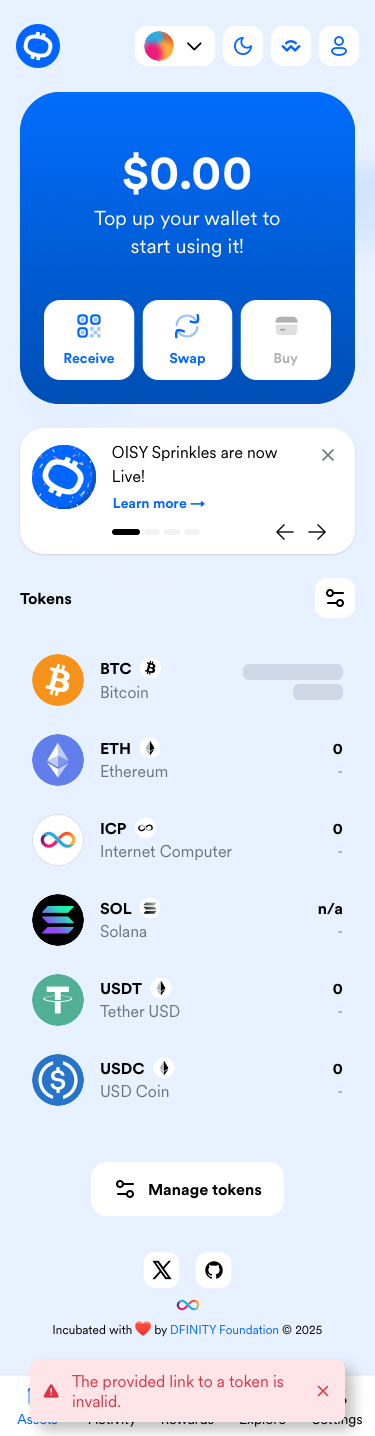 $0.00
Top up your wallet to
start using it!
Receive
Swap
Buy
OISY Sprinkles are now
Live!
Learn more →
Tokens
BTC
Bitcoin
ETH
0
Ethereum
-
ICP
0
Internet Computer
-
SOL
n/a
Solana
-
USDT
0
Tether USD
-
USDC
0
USD Coin
-
Manage tokens
Incubated with ❤️ by DFINITY Foundation © 2025
The provided link to a token is
invalid.
Assets
Activity
Rewards
Explore
Settings